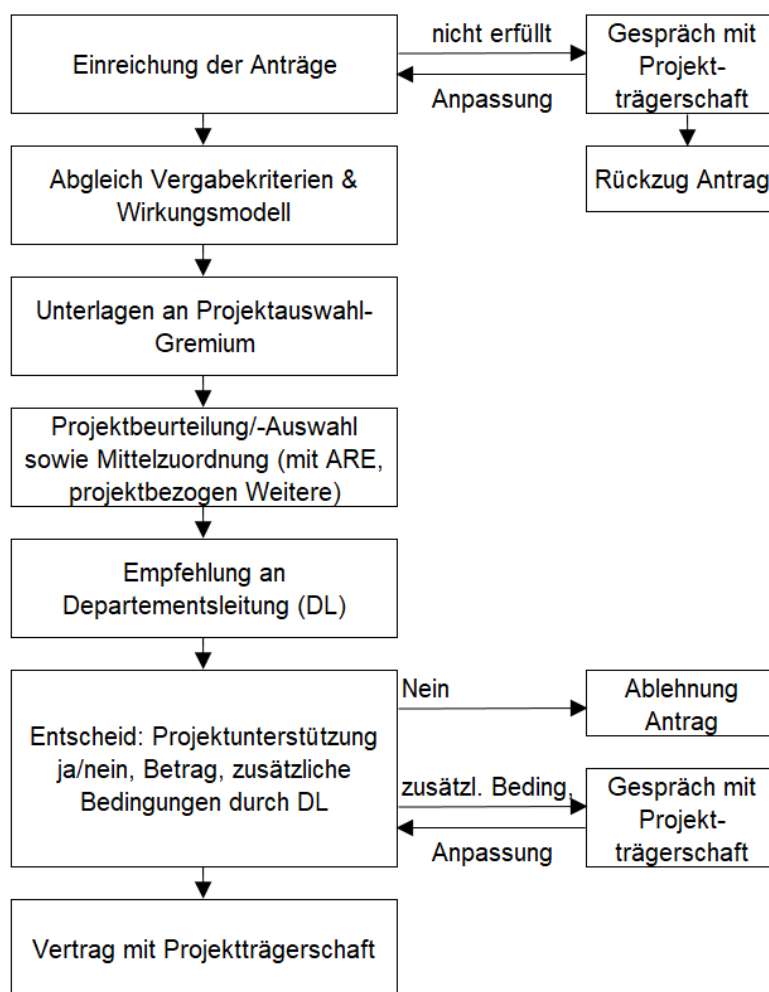 Einreichung der Anträge
nicht erfüllt
Anpassung
Gespräch mit
Projekt-
trägerschaft
Rückzug Antrag
Abgleich Vergabekriterien &
Wirkungsmodell
Unterlagen an Projektauswahl-
Gremium
Projektbeurteilung/-Auswahl
sowie Mittelzuordnung (mit ARE,
projektbezogen Weitere)
Empfehlung an
Departementsleitung (DL)
Entscheid: Projektunterstützung
ja/nein, Betrag, zusätzliche
Bedingungen durch DL
Nein
Ablehnung
Antrag
zusätzl. Beding,
Anpassung
Gespräch mit
Projekt-
trägerschaft
Vertrag mit Projektträgerschaft